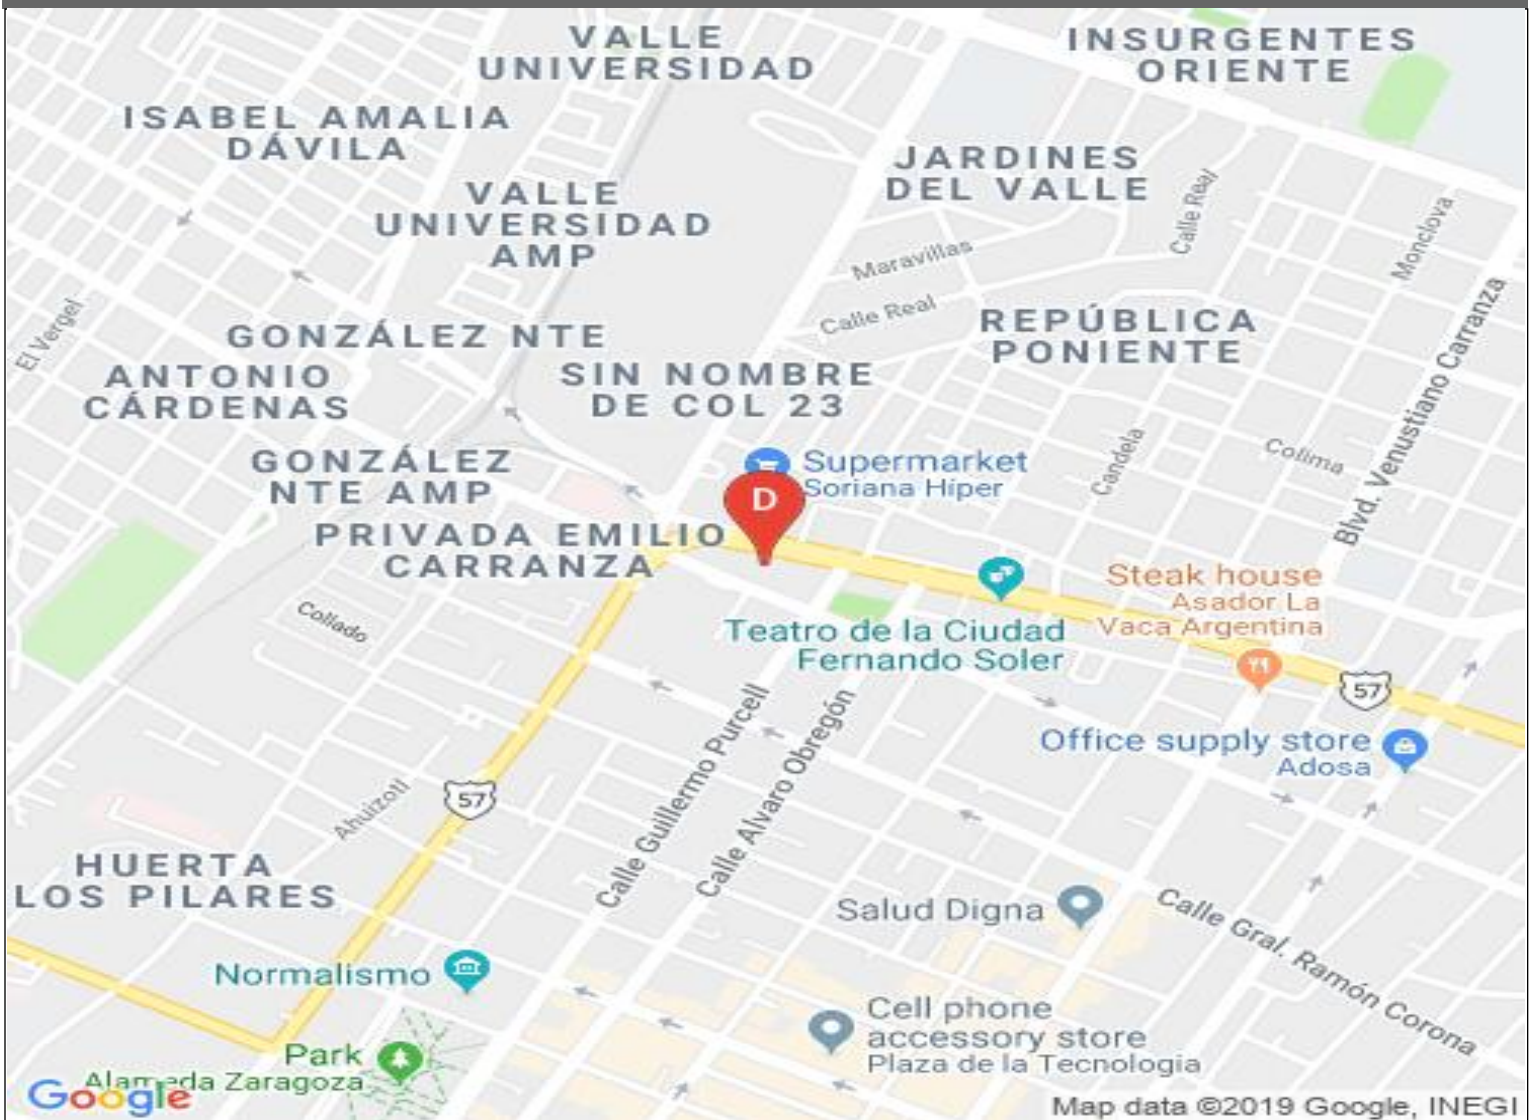 VALLE
UNIVERSIDAD
INSURGENTES
ORIENTE
ISABEL AMALIA
DÁVILA
JARDINES
DEL VALLE
VALLE
UNIVERSIDAD
AMP
Calle Real
Monclova
Maravillas
Calle Real
El Vergel
GONZÁLEZ NTE
REPÚBLICA
PONIENTE
ANTONIO
CÁRDENAS
SIN NOMBRE
DE COL 23
Blvd. Venustiano Carranza
GONZÁLEZ
NTE AMP
Supermarket
Soriana Híper
Candela
Colima
D
PRIVADA EMILIO
CARRANZA
Steak house
Asador La
Vaca Argentina
Collado
Teatro de la Ciudad
Fernando Soler
57
Office supply store
Adosa
Calle Guillermo Purcell
Calle Alvaro Obregón
57
Ahuizotl
HUERTA
LOS PILARES
Salud Digna
Calle Gral. Ramón Corona
Normalismo
Cell phone
accessory store
Plaza de la Tecnologia
Park
Alameda Zaragoza
Google
Map data ©2019 Google, INEGI